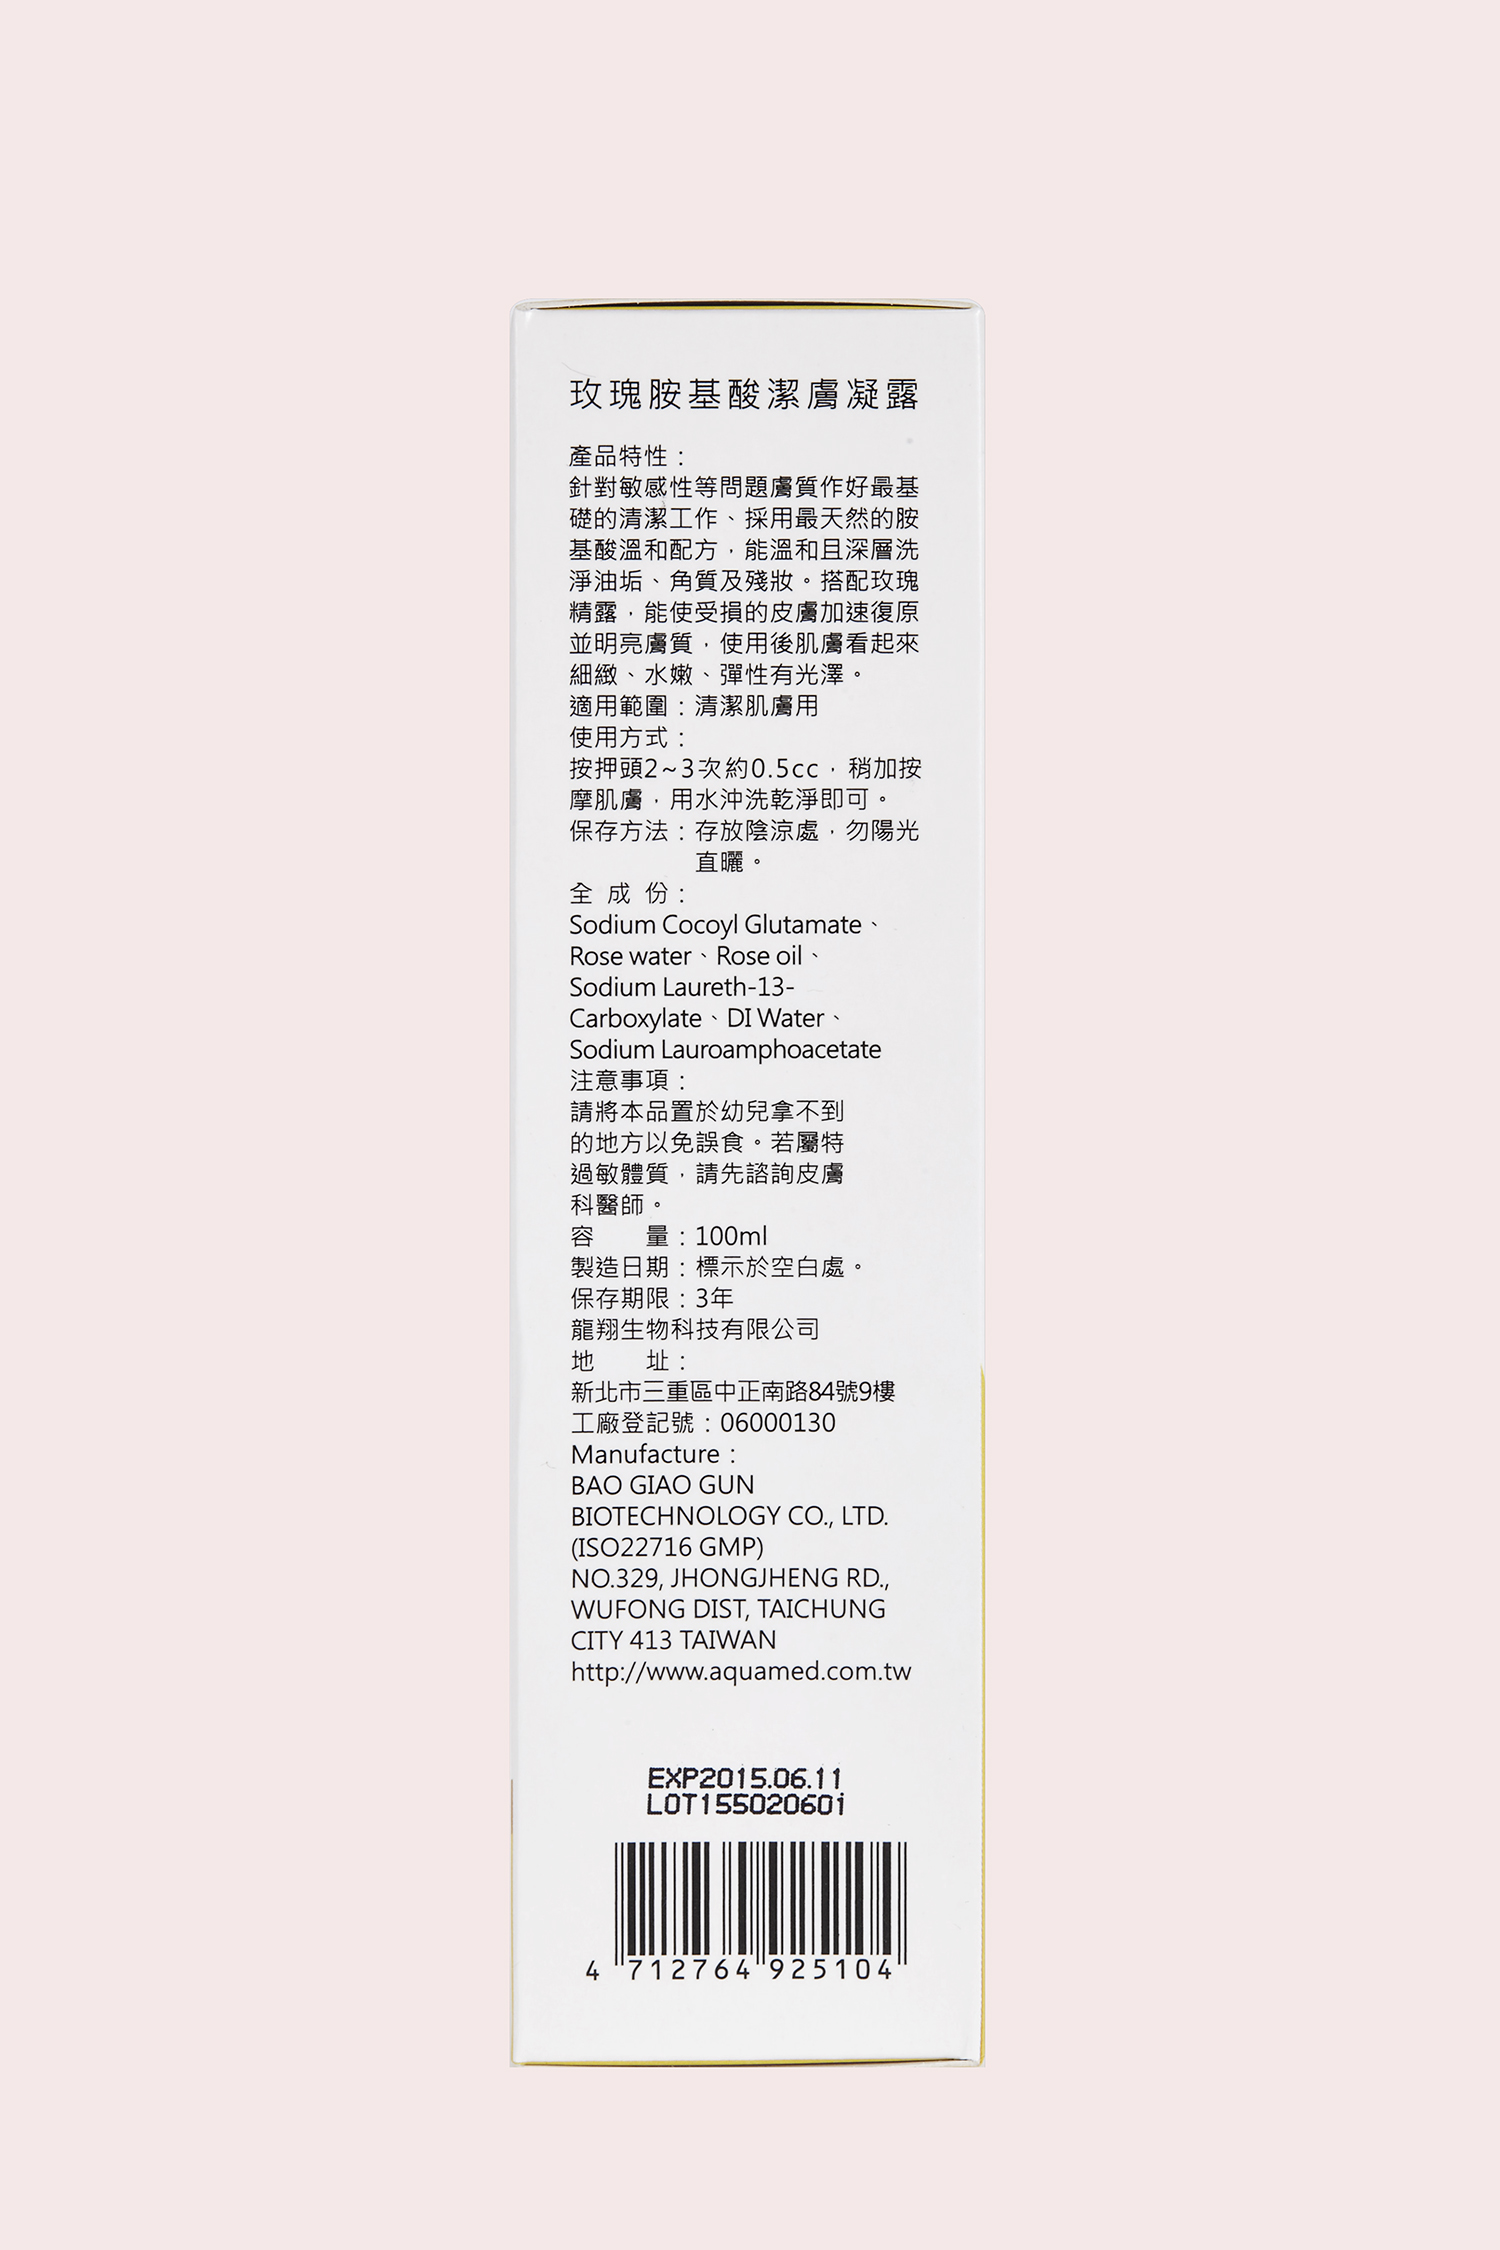 玫瑰胺基酸潔膚凝露
產品特性：
針對敏感性等問題膚質作好最基
礎的清潔工作、採用最天然的胺
基酸溫和配方，能溫和且深層洗
淨油垢、角質及殘妝。搭配玫瑰
精露，能使受損的皮膚加速復原
並明亮膚質，使用後肌膚看起來
細緻、水嫩、彈性有光澤。
適用範圍：清潔肌膚用
使用方式：
按押頭2~3次約0.5cc，稍加按
摩肌膚，用水沖洗乾淨即可。
保存方法：存放陰涼處，勿陽光
直曬。
全 成 份：
Sodium Cocoyl Glutamate、
Rose water、Rose oil、
Sodium Laureth-13-
Carboxylate、DI Water、
Sodium Lauroamphoacetate
注意事項：
請將本品置於幼兒拿不到
的地方以免誤食。若屬特
過敏體質，請先諮詢皮膚
科醫師。
容　　量：100ml
製造日期：標示於空白處。
保存期限：3年
龍翔生物科技有限公司
地　　址：
新北市三重區中正南路84號9樓
工廠登記號：06000130
Manufacture：
BAO GIAO GUN
BIOTECHNOLOGY CO., LTD.
(ISO22716 GMP)
NO.329, JHONGJHENG RD.,
WUFONG DIST, TAICHUNG
CITY 413 TAIWAN
http://www.aquamed.com.tw
EXP2015.06.11
LOT155020601
4 712764 925104